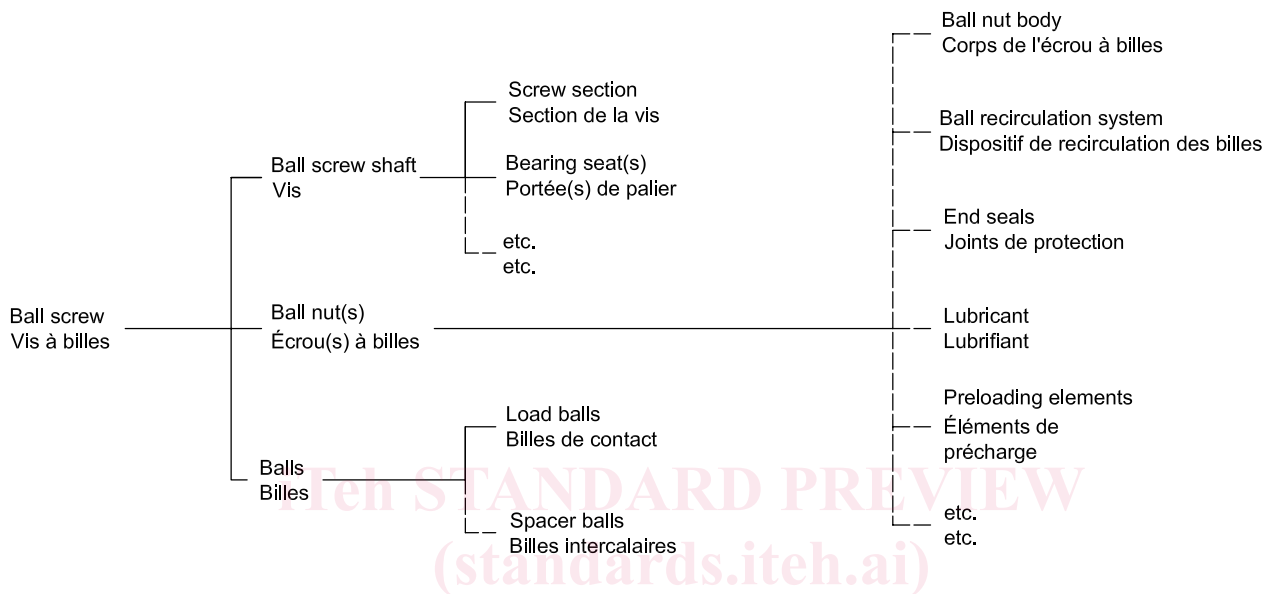 Ball screw
Vis à billes
Ball screw shaft
Vis
Screw section
Section de la vis
Bearing seat(s)
Portée(s) de palier
etc.
etc.
Ball nut(s)
Écrou(s) à billes
Ball nut body
Corps de l'écrou à billes
Ball recirculation system
Dispositif de recirculation des billes
End seals
Joints de protection
Lubricant
Lubrifiant
Preloading elements
Éléments de
précharge
etc.
etc.
Balls
Billes
Load balls
Billes de contact
Spacer balls
Billes intercalaires
iTeh STANDARD PREVIEW
(standards.iteh.ai)